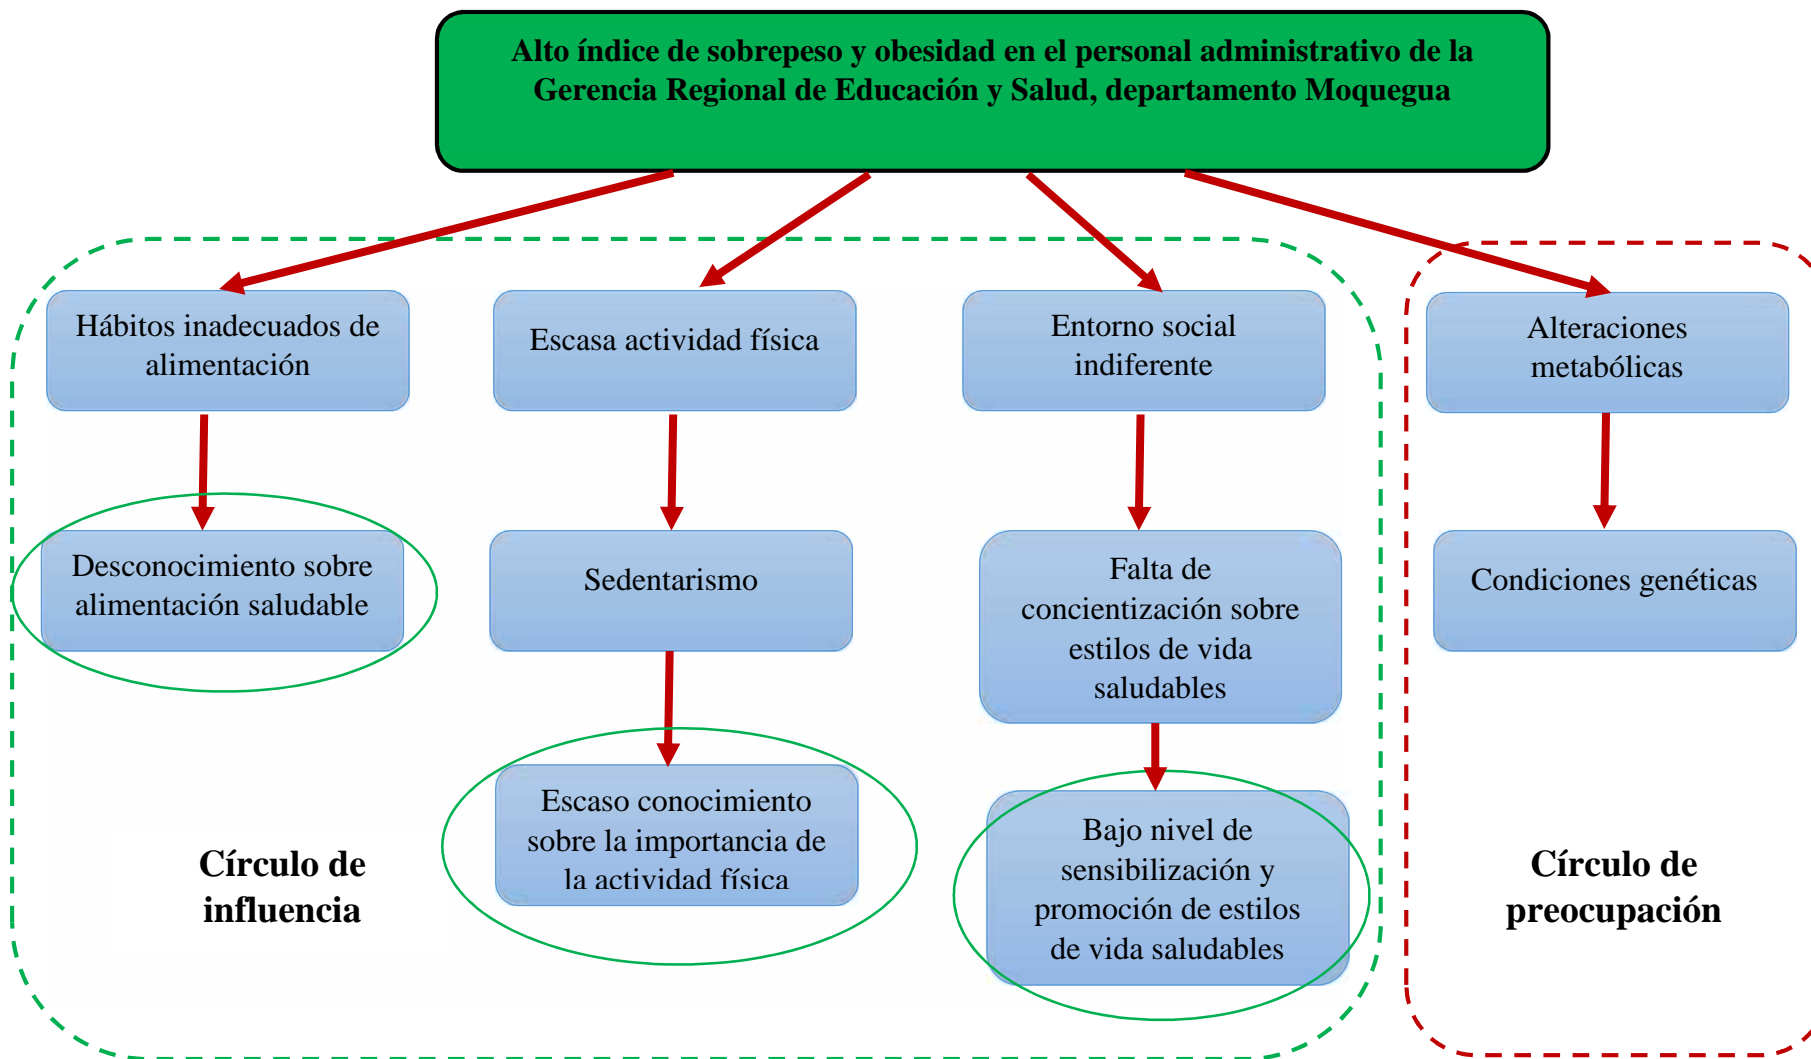 Alto índice de sobrepeso y obesidad en el personal administrativo de la
Gerencia Regional de Educación y Salud, departamento Moquegua
Hábitos inadecuados de
alimentación
Escasa actividad física
Entorno social
indiferente
Alteraciones
metabólicas
Desconocimiento sobre
alimentación saludable
Sedentarismo
Falta de
concientización sobre
estilos de vida
saludables
Condiciones genéticas
Escaso conocimiento
sobre la importancia de
la actividad física
Bajo nivel de
sensibilización y
promoción de estilos
de vida saludables
Círculo de
influencia
Círculo de
preocupación